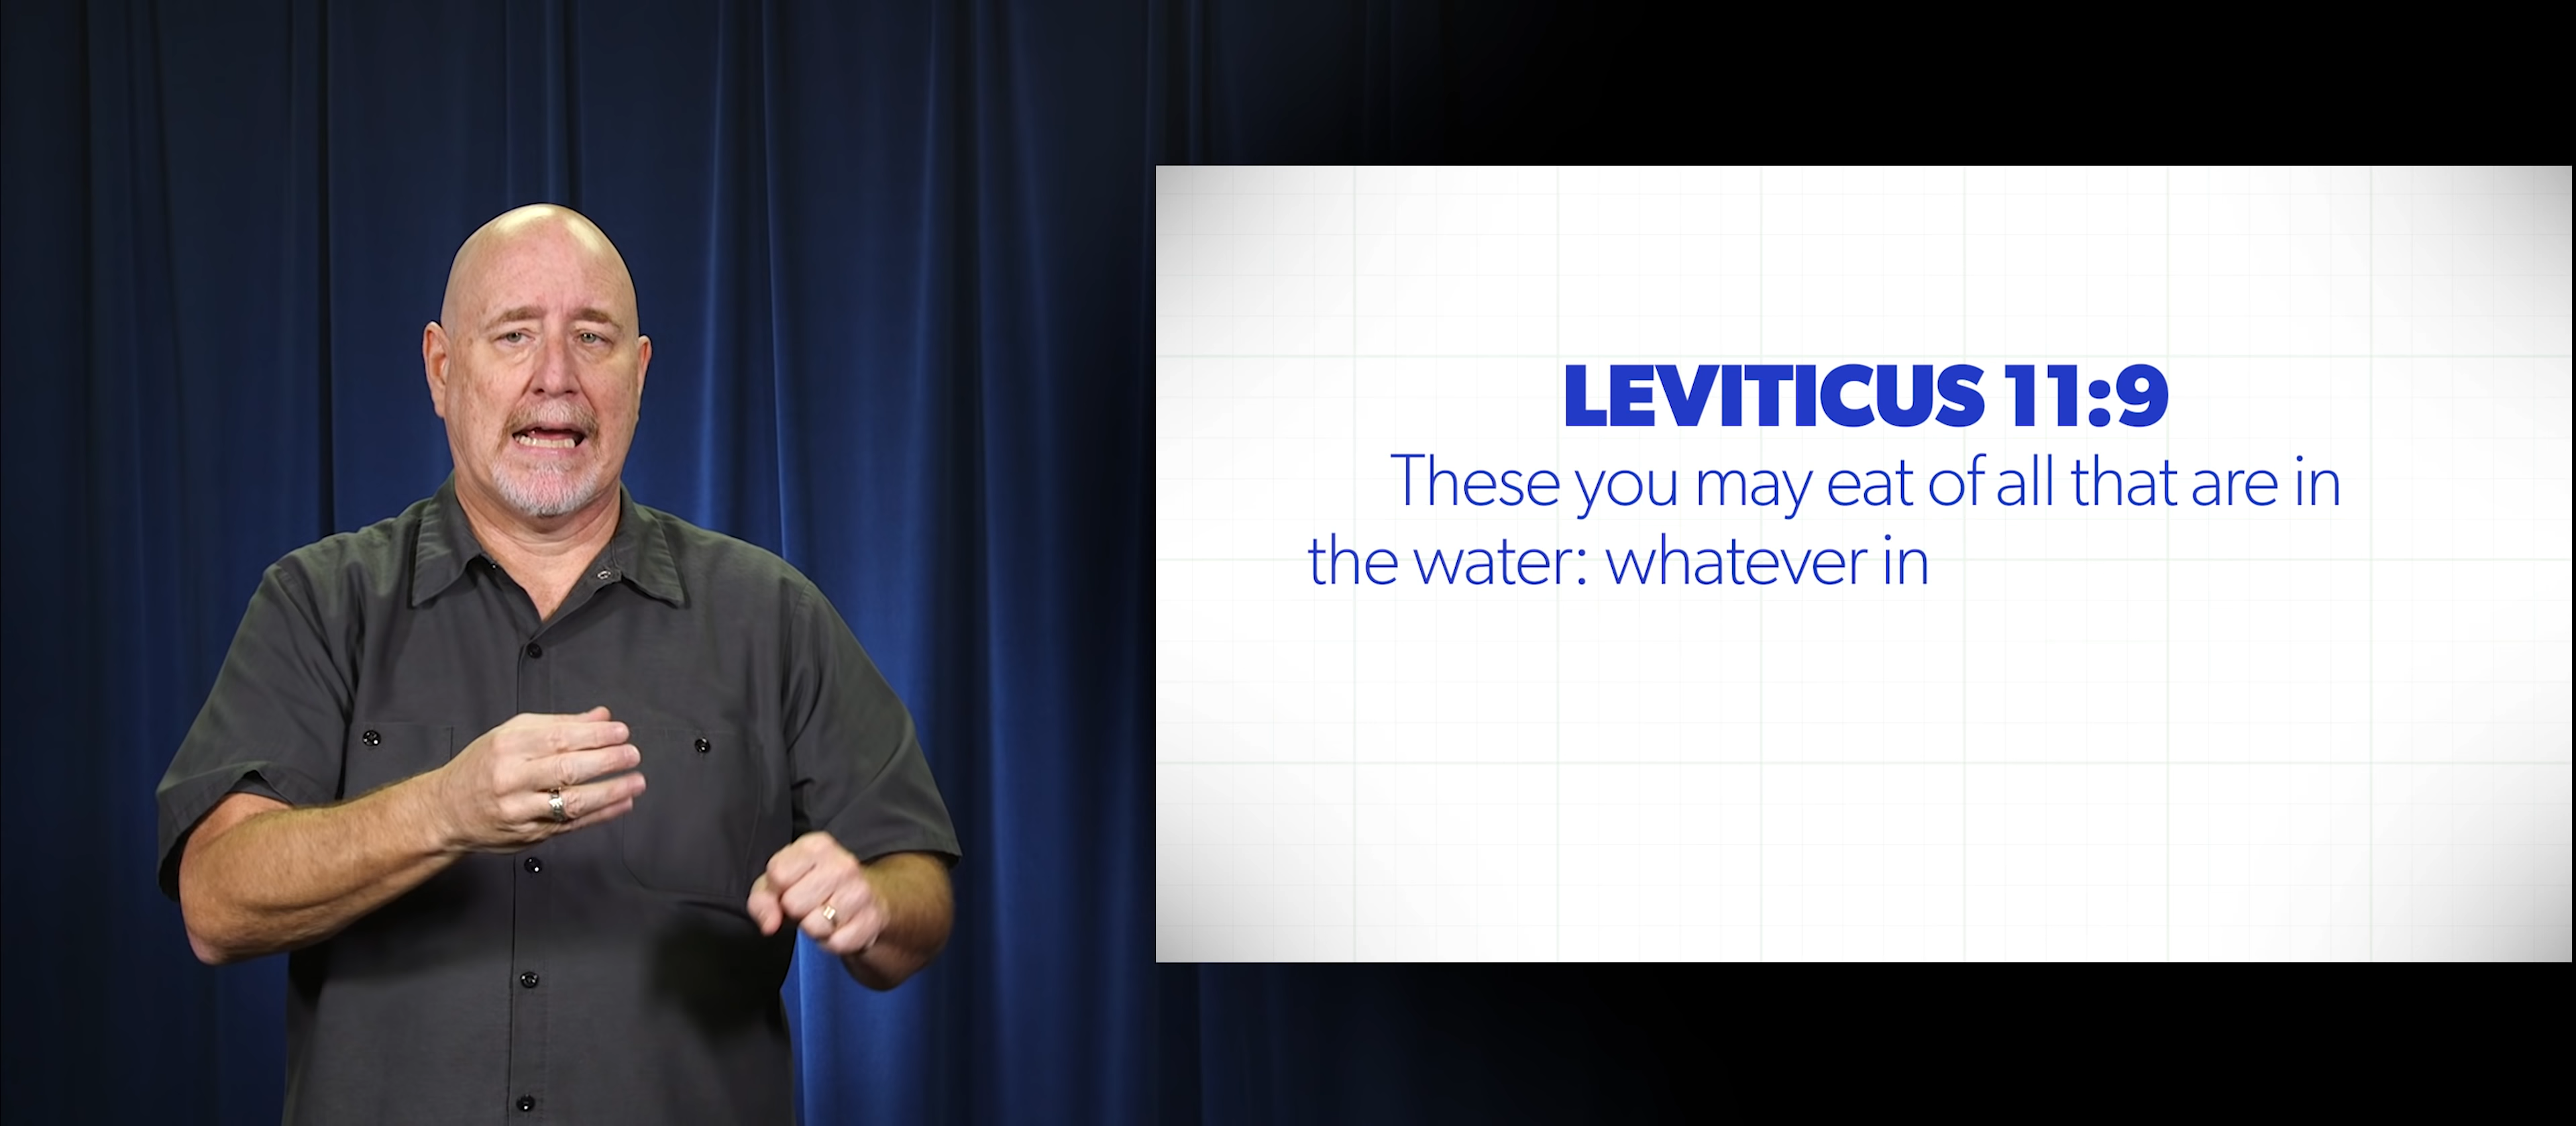 LEVITICUS 11:9
These you may eat of all that are in
the water: whatever in